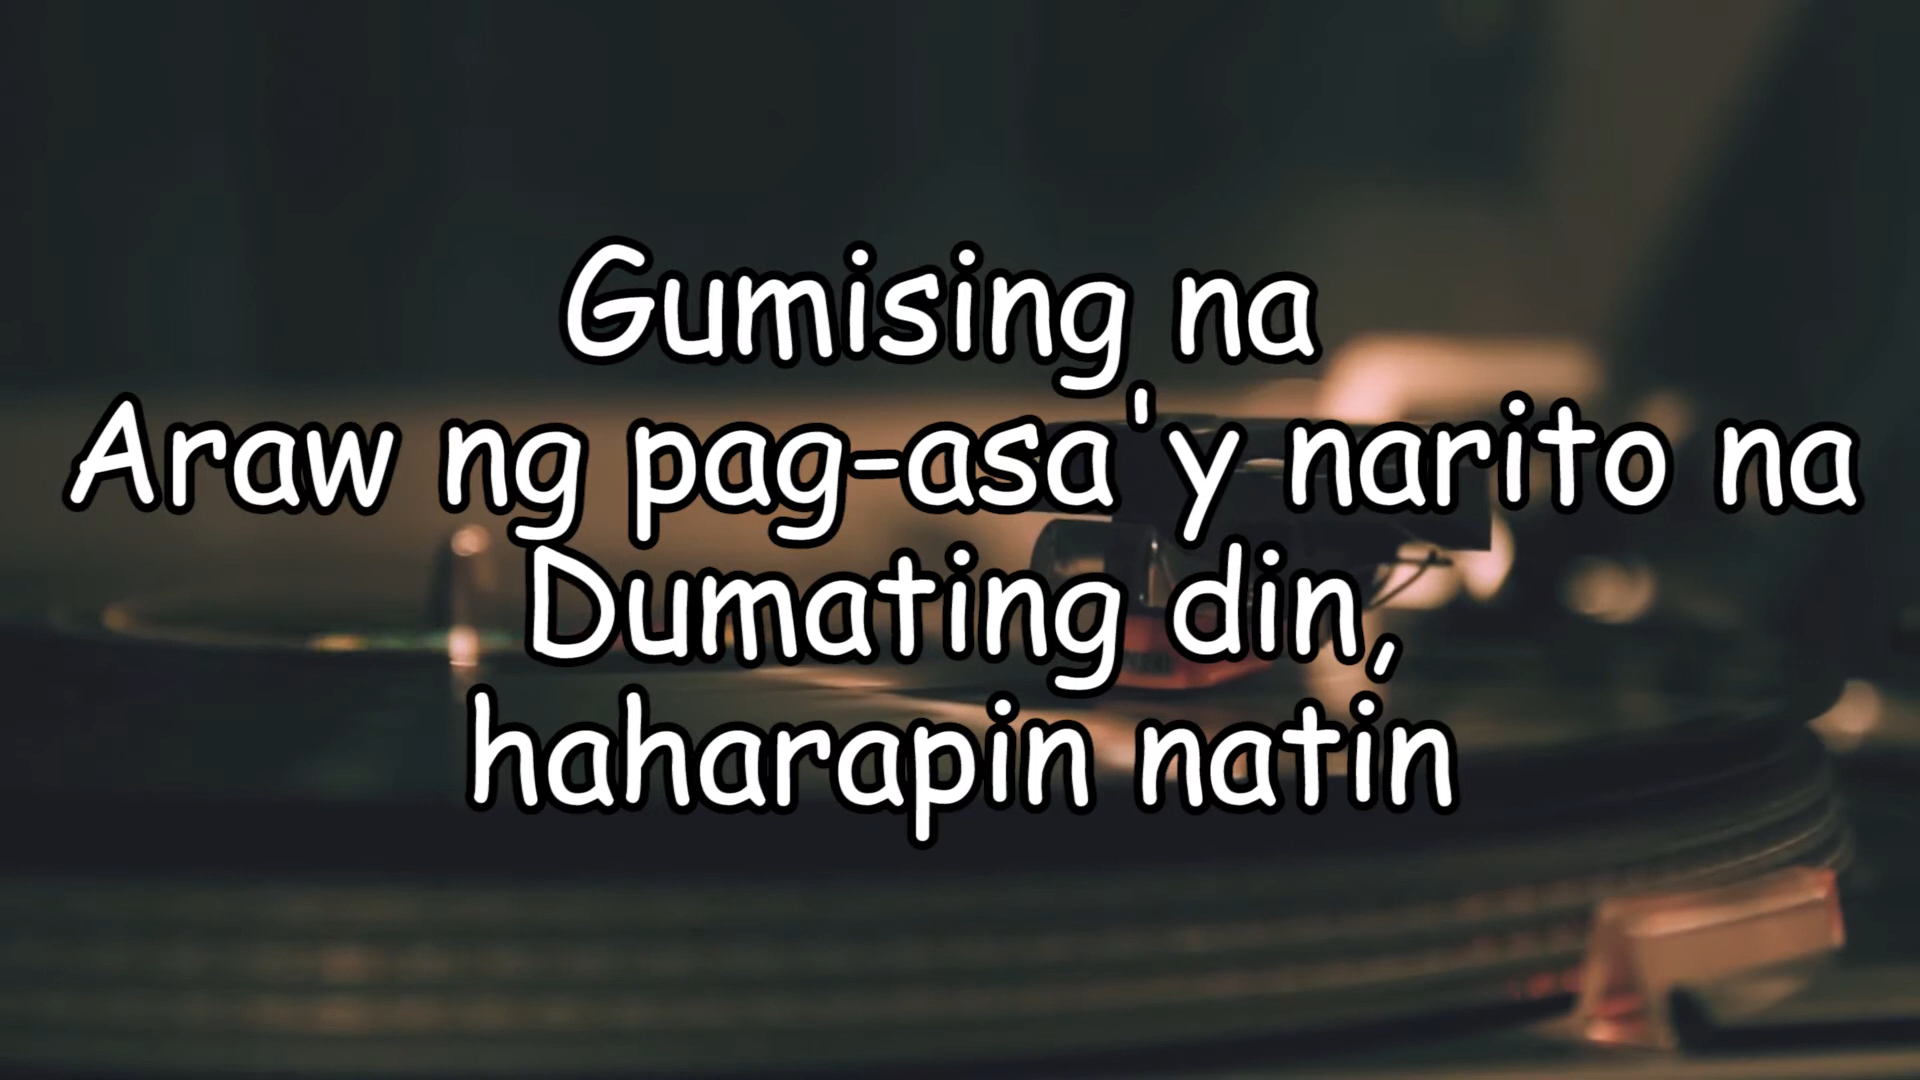 Gumising na
Araw ng pag-asa'y narito na
Dumating din,
haharapin natin